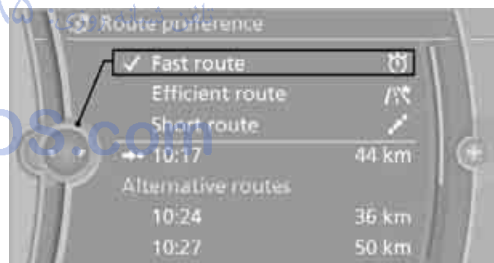 Route preference
✓ Fast route
Efficient route
Short route
10:17 44 km
Alternative routes
10:24 36 km
10:27 50 km